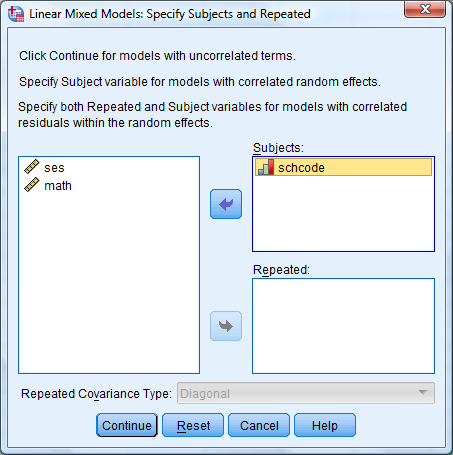 Linear Mixed Models: Specify Subjects and Repeated
Click Continue for models with uncorrelated terms.
Specify Subject variable for models with correlated random effects.
Specify both Repeated and Subject variables for models with correlated
residuals within the random effects.
Subjects:
ses
math
schcode
Repeated:
Repeated Covariance Type: Diagonal
Continue Reset Cancel Help